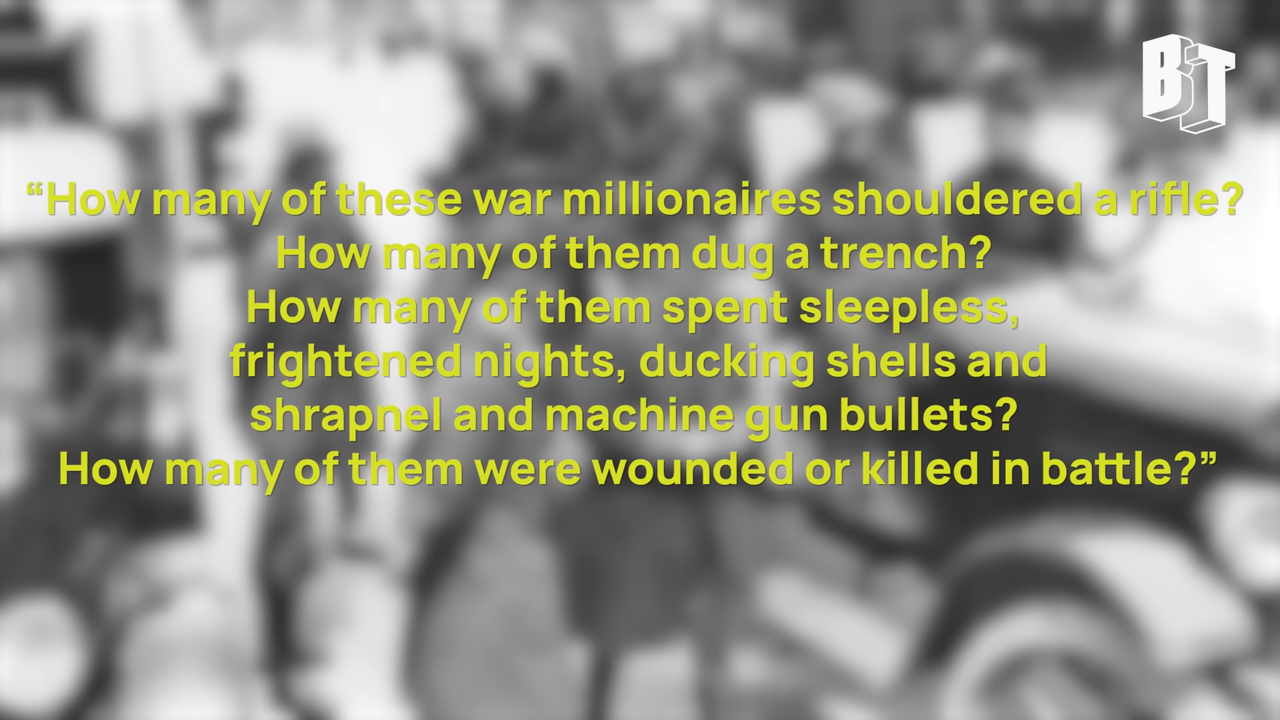 BT
“How many of these war millionaires shouldered a rifle?
How many of them dug a trench?
How many of them spent sleepless,
frightened nights, ducking shells and
shrapnel and machine gun bullets?
How many of them were wounded or killed in battle?”